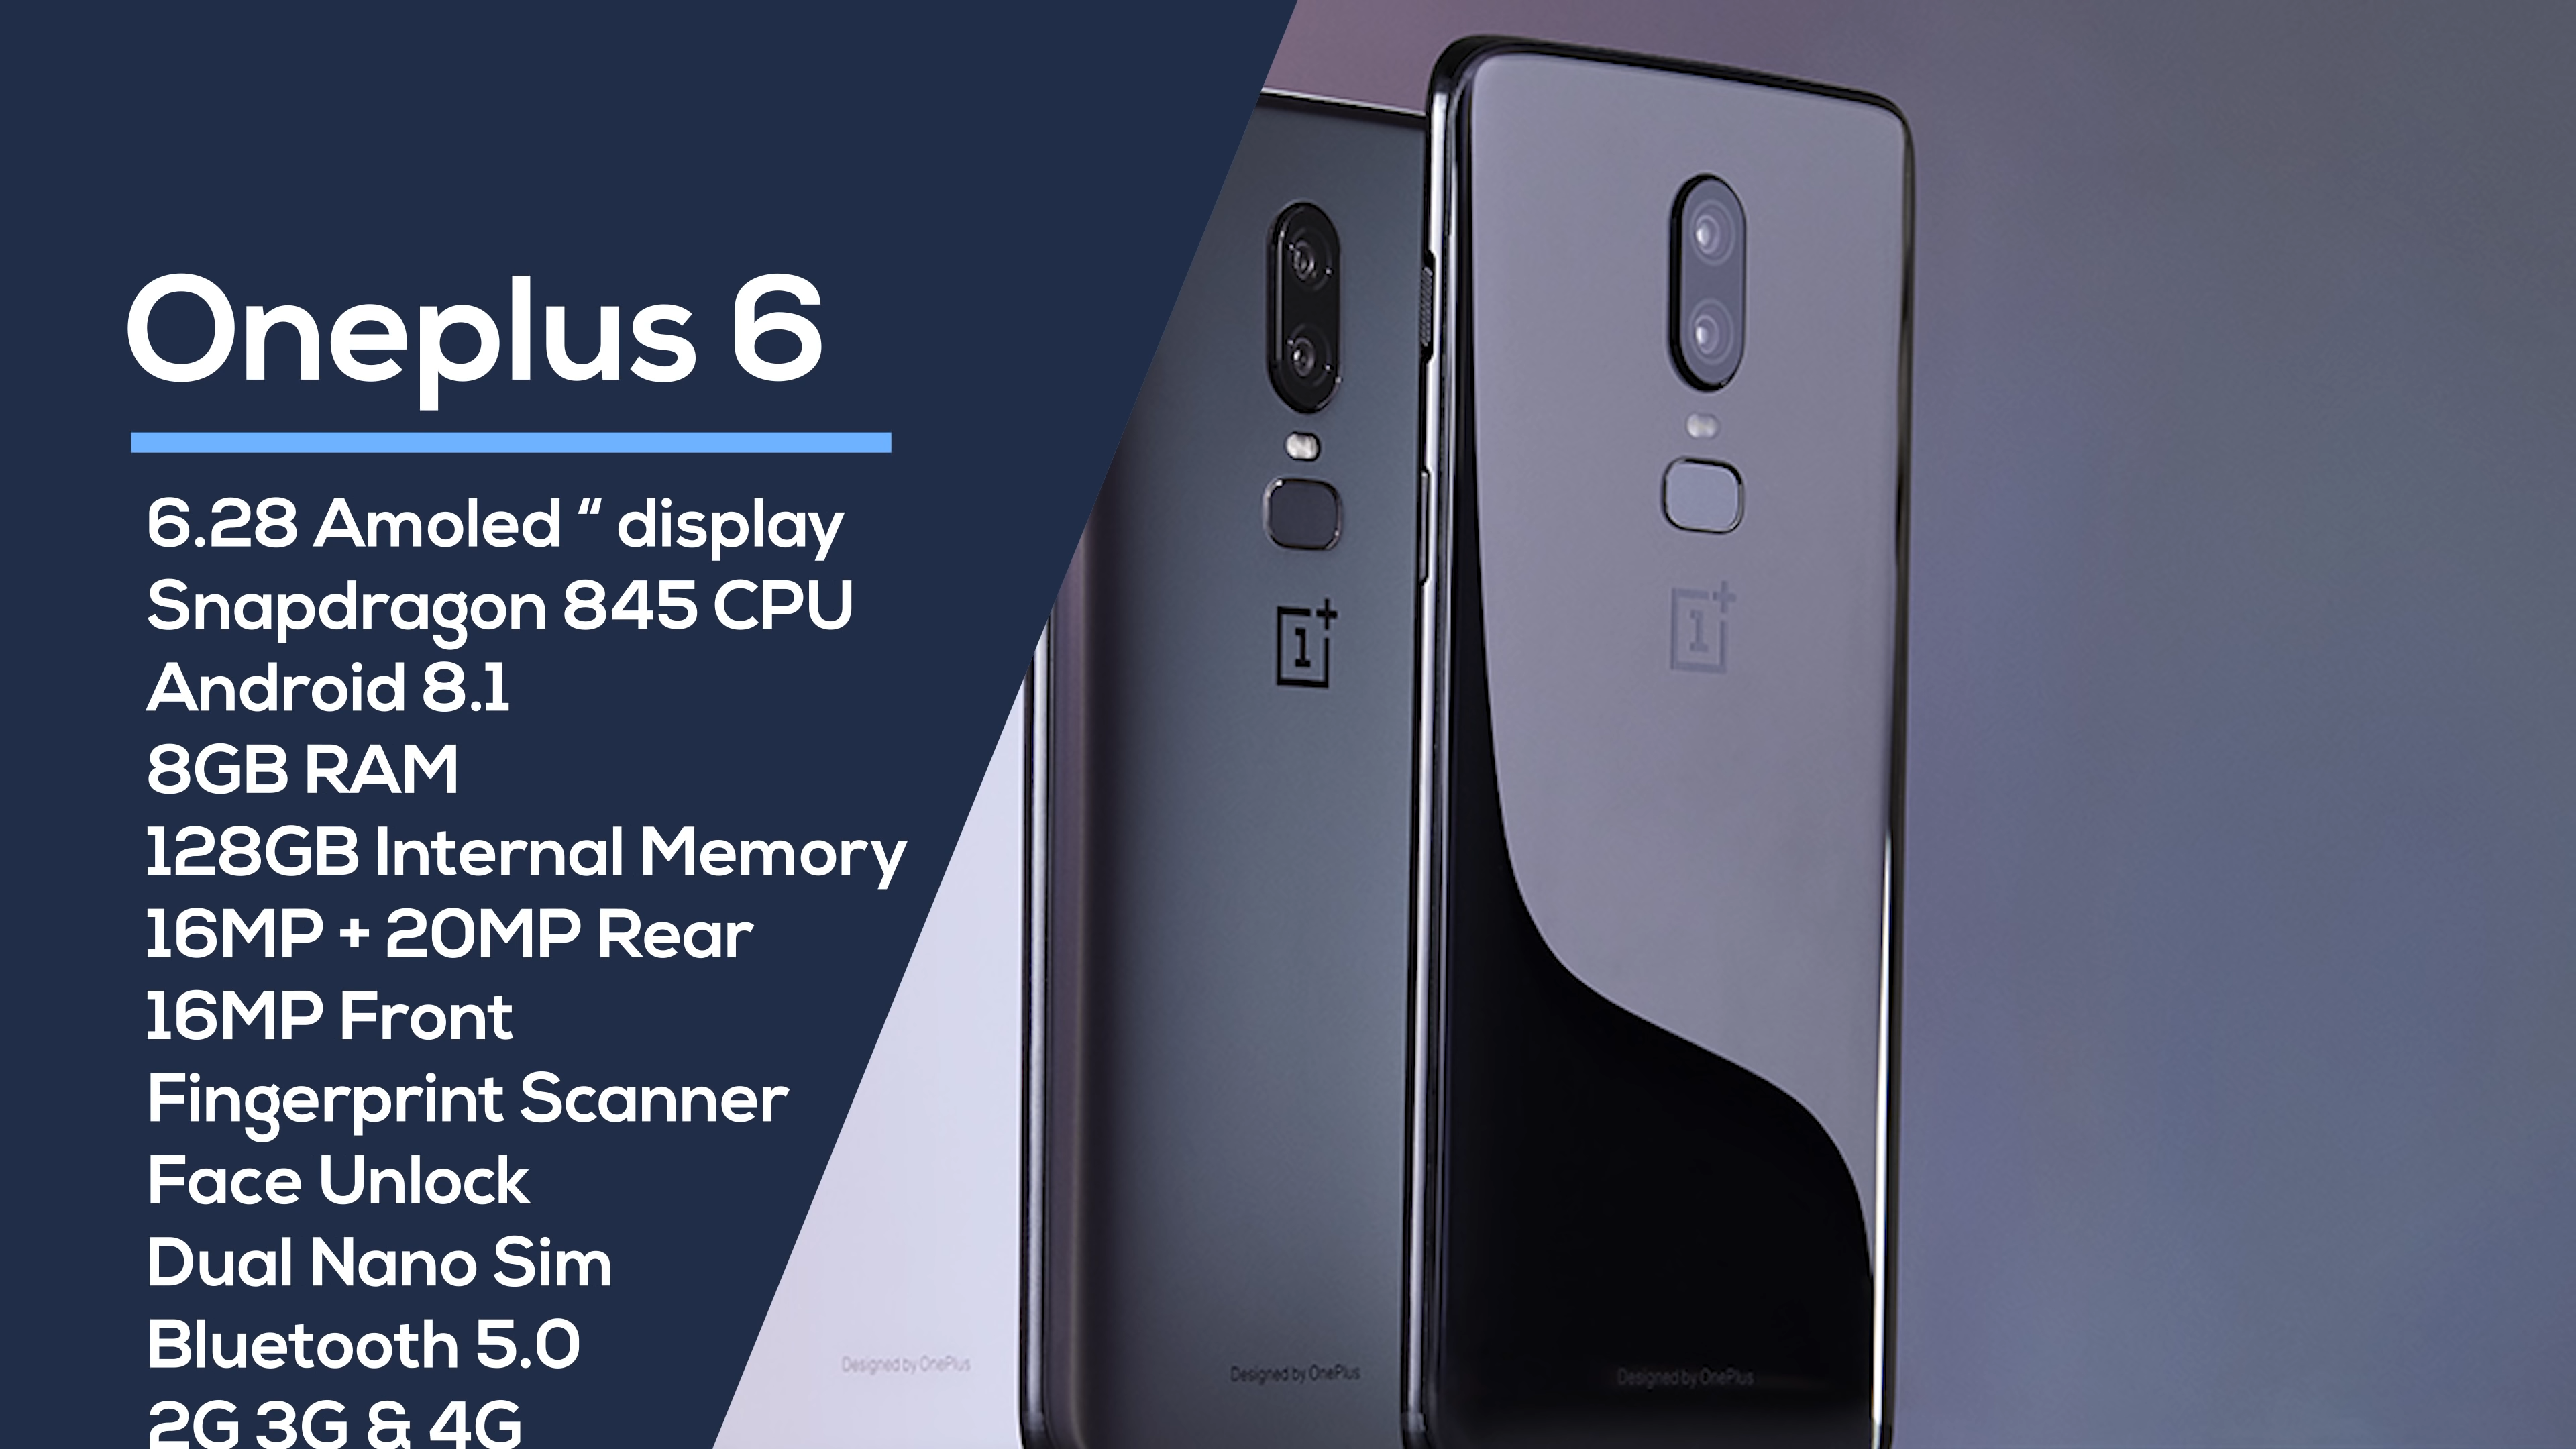 Oneplus 6
6.28 Amoled “ display
Snapdragon 845 CPU
Android 8.1
8GB RAM
128GB Internal Memory
16MP + 20MP Rear
16MP Front
Fingerprint Scanner
Face Unlock
Dual Nano Sim
Bluetooth 5.0
2G 3G & 4G
1+
1+
Designed by OnePlus
Designed by OnePlus
Designed by OnePlus